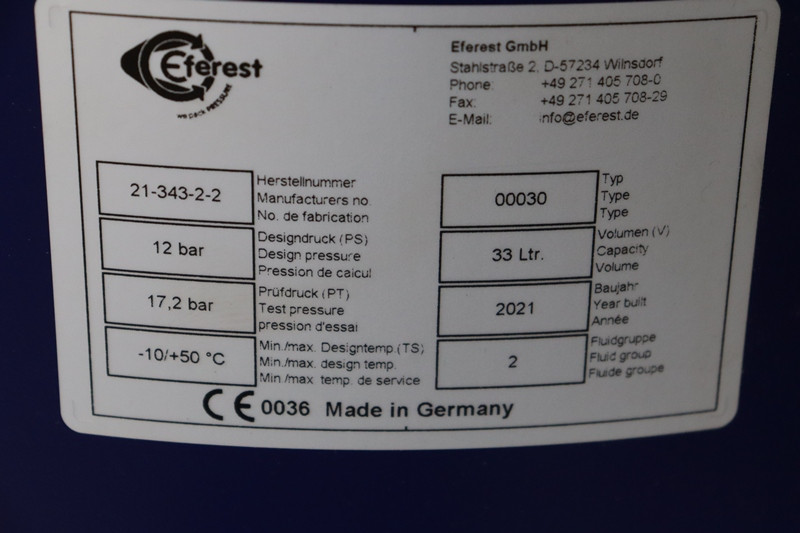 Eferest
we pack PRESSURE
Eferest GmbH
Stahlstraße 2, D-57234 Wilnsdorf
Phone: +49 271 405 708-0
Fax: +49 271 405 708-29
E-Mail: info@eferest.de
21-343-2-2
Herstellnummer
Manufacturers no.
No. de fabrication
00030
Typ
Type
Type
12 bar
Designdruck (PS)
Design pressure
Pression de calcul
33 Ltr.
Volumen (V)
Capacity
Volume
17,2 bar
Prüfdruck (PT)
Test pressure
pression d'essai
2021
Baujahr
Year built
Année
-10/+50 °C
Min./max. Designtemp.(TS)
Min./max. design temp.
Min./max. temp. de service
2
Fluidgruppe
Fluid group
Fluide groupe
CE 0036 Made in Germany